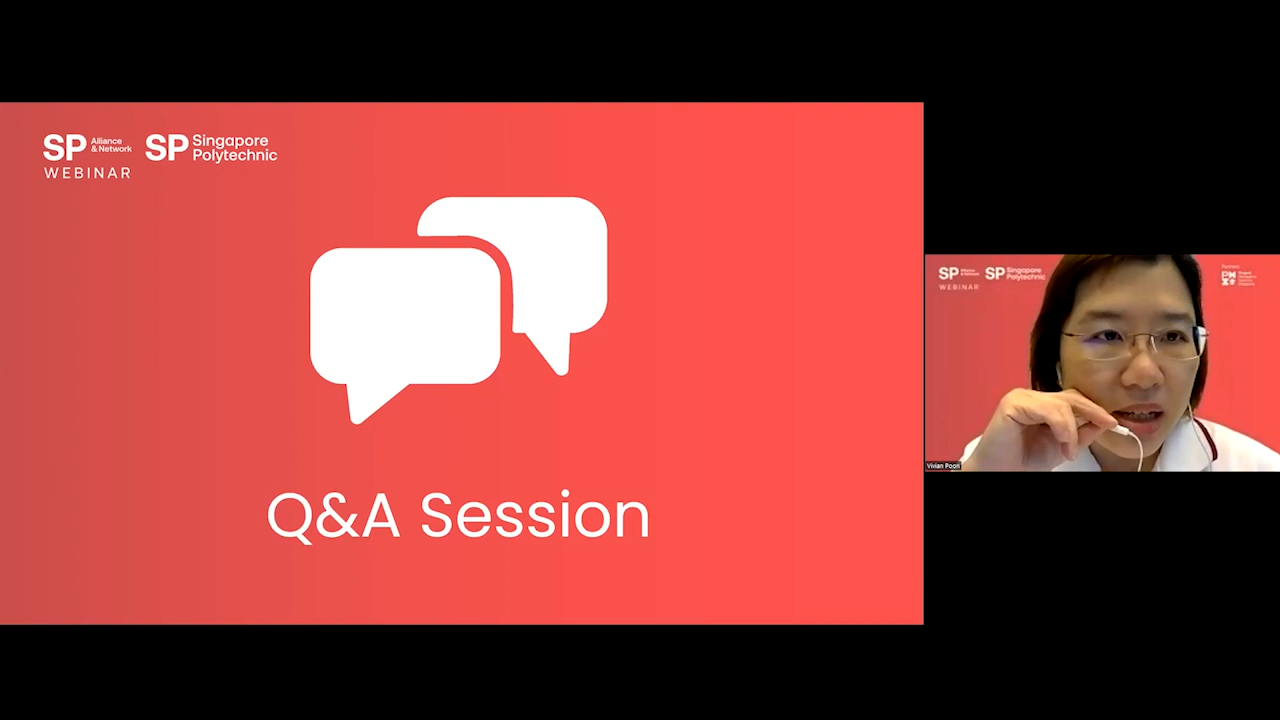 SP Alliance
& Network
WEBINAR
SP Singapore
Polytechnic
Q&A Session
SP Alliance
& Network
WEBINAR
SP Singapore
Polytechnic
Vivian Poon